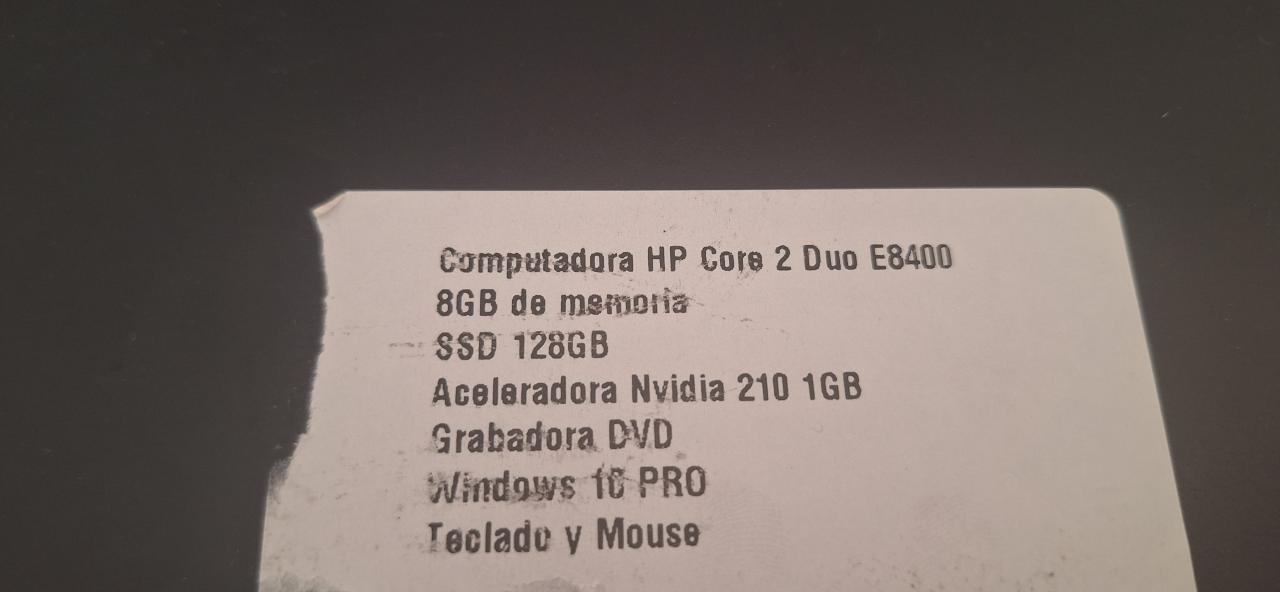 Computadora HP Core 2 Duo E8400
8GB de memoria
SSD 128GB
Aceleradora Nvidia 210 1GB
Grabadora DVD
Windows 10 PRO
Teclado y Mouse